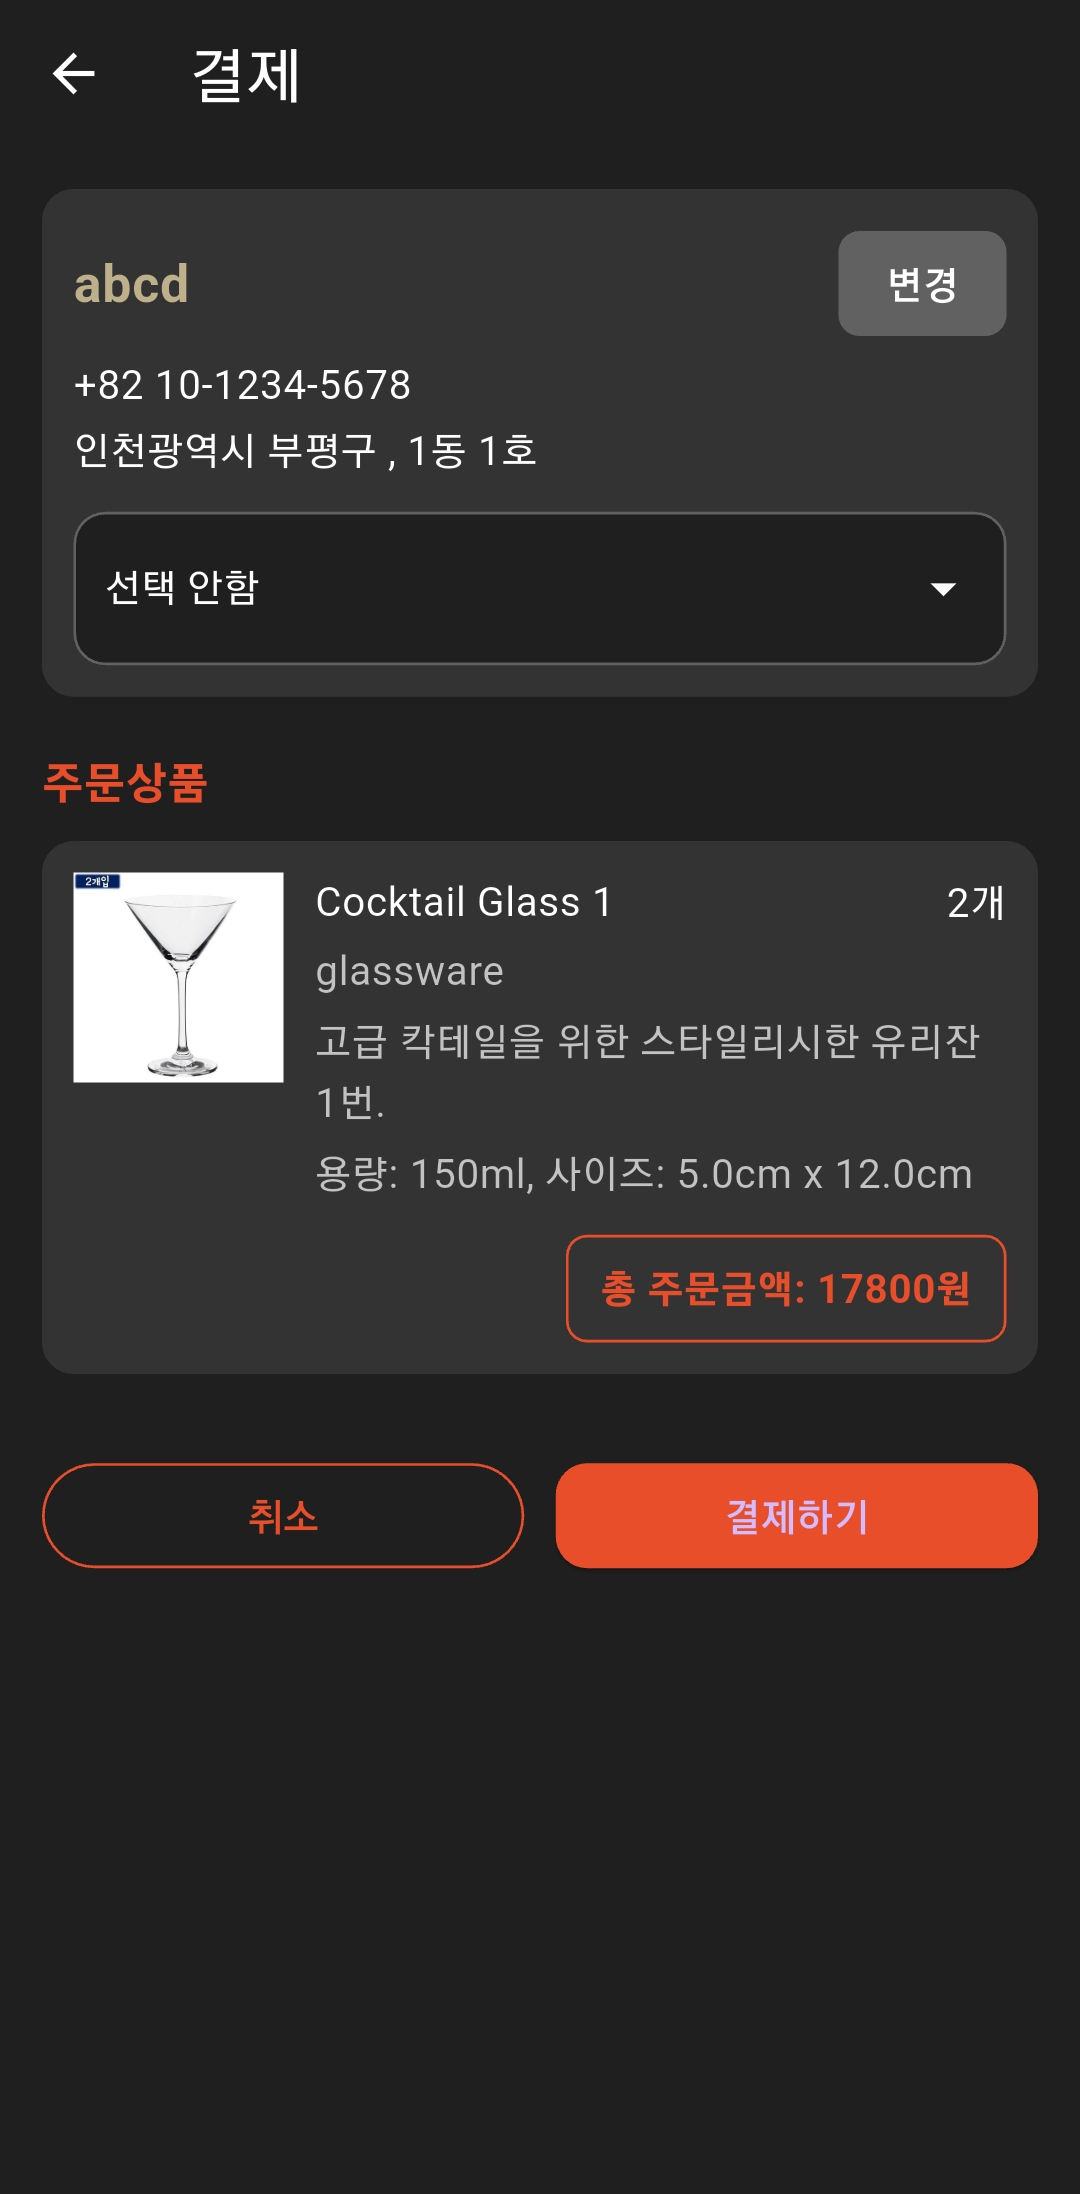 결제
abcd
변경
+82 10-1234-5678
인천광역시 부평구 , 1동 1호
선택 안함
주문상품
2개입
Cocktail Glass 1
2개
glassware
고급 칵테일을 위한 스타일리시한 유리잔
1번.
용량: 150ml, 사이즈: 5.0cm x 12.0cm
총 주문금액: 17800원
취소
결제하기